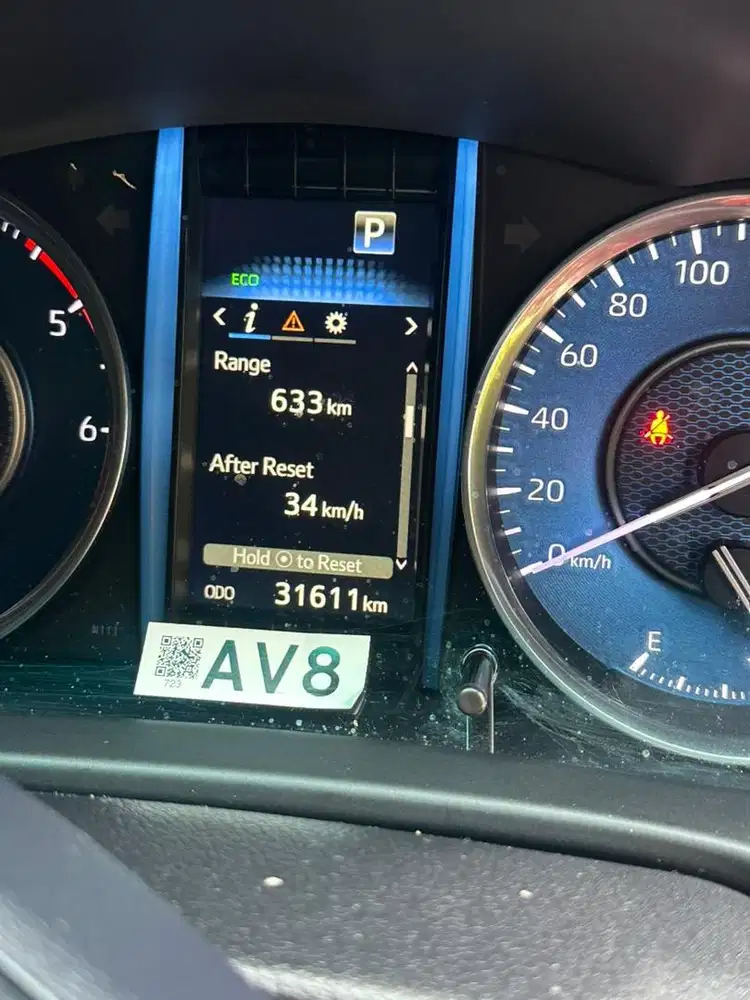 P
ECO
Range
633 km
After Reset
34 km/h
Hold to Reset
ODO 31611 km
5
6
100
80
60
40
20
0 km/h
E
723
AV8